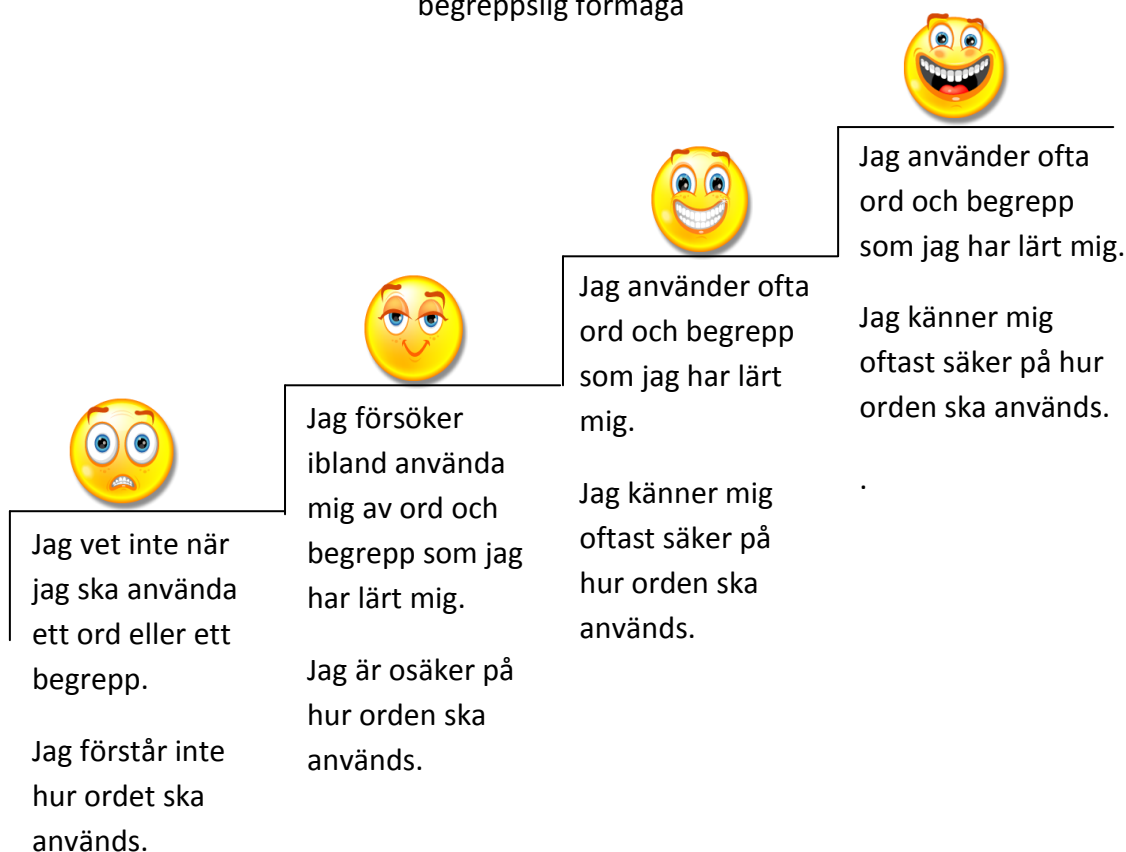 begreppslig förmåga
Jag vet inte när
jag ska använda
ett ord eller ett
begrepp.
Jag förstår inte
hur ordet ska
används.
Jag försöker
ibland använda
mig av ord och
begrepp som jag
har lärt mig.
Jag är osäker på
hur orden ska
används.
Jag använder ofta
ord och begrepp
som jag har lärt
mig.
Jag känner mig
oftast säker på
hur orden ska
används.
Jag använder ofta
ord och begrepp
som jag har lärt mig.
Jag känner mig
oftast säker på hur
orden ska används.
.